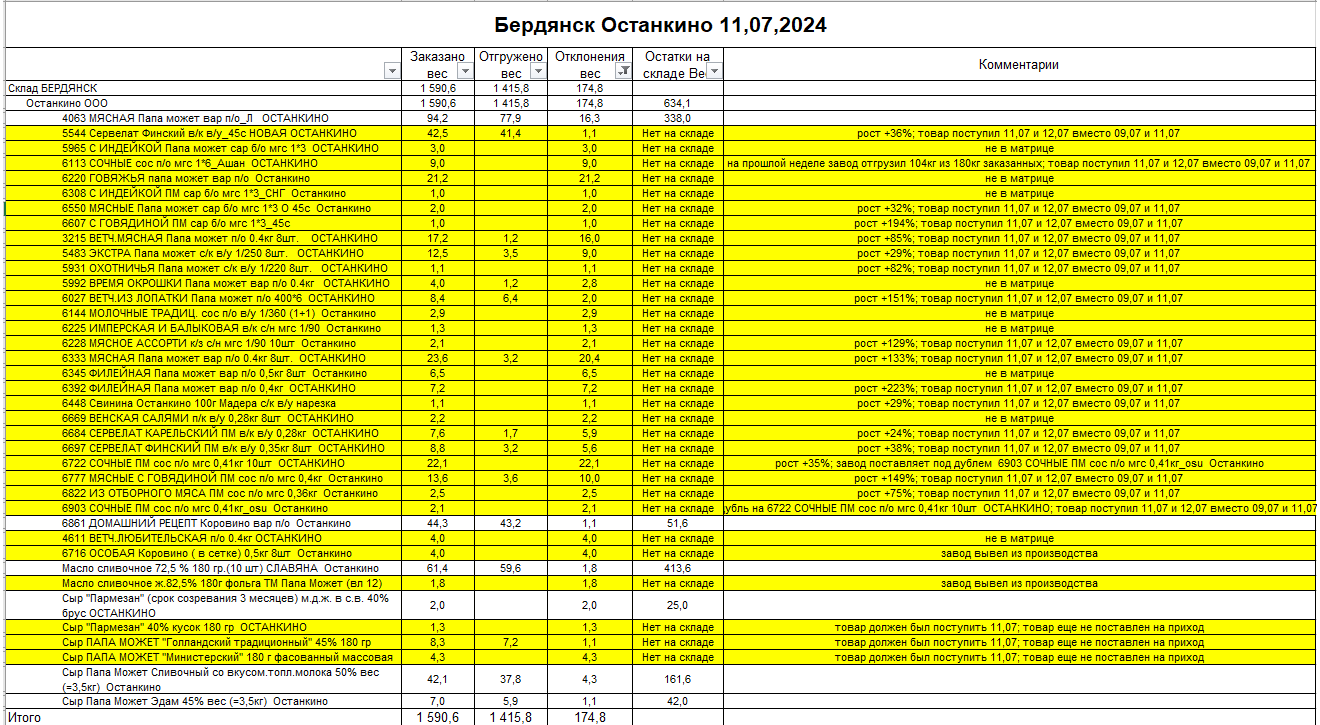 Бердянск Останкино 11,07,2024
Заказано вес Отгружено вес Отклонения вес Остатки на складе Ве Комментарии
Склад БЕРДЯНСК 1 590,6 1 415,8 174,8
Останкино ООО 1 590,6 1 415,8 174,8 634,1
4063 МЯСНАЯ Папа может вар п/о_Л ОСТАНКИНО 94,2 77,9 16,3 338,0
5544 Сервелат Финский в/к в/у_45с НОВАЯ ОСТАНКИНО 42,5 41,4 1,1 Нет на складе рост +36%; товар поступил 11,07 и 12,07 вместо 09,07 и 11,07
5965 С ИНДЕЙКОЙ Папа может сар б/о мгс 1*3 ОСТАНКИНО 3,0 3,0 Нет на складе не в матрице
6113 СОЧНЫЕ сос п/о мгс 1*6_Ашан ОСТАНКИНО 9,0 9,0 Нет на складе на прошлой неделе завод отгрузил 104кг из 180кг заказанных; товар поступил 11,07 и 12,07 вместо 09,07 и 11,07
6220 ГОВЯЖЬЯ папа может вар п/о Останкино 21,2 21,2 Нет на складе не в матрице
6308 С ИНДЕЙКОЙ ПМ сар б/о мгс 1*3_СНГ Останкино 1,0 1,0 Нет на складе не в матрице
6550 МЯСНЫЕ Папа может сар б/о мгс 1*3 О 45с Останкино 2,0 2,0 Нет на складе рост +32%; товар поступил 11,07 и 12,07 вместо 09,07 и 11,07
6607 С ГОВЯДИНОЙ ПМ сар б/о мгс 1*3_45с 1,0 1,0 Нет на складе рост +194%; товар поступил 11,07 и 12,07 вместо 09,07 и 11,07
3215 ВЕТЧ.МЯСНАЯ Папа может п/о 0.4кг 8шт. ОСТАНКИНО 17,2 1,2 16,0 Нет на складе рост +85%; товар поступил 11,07 и 12,07 вместо 09,07 и 11,07
5483 ЭКСТРА Папа может с/к в/у 1/250 8шт. ОСТАНКИНО 12,5 3,5 9,0 Нет на складе рост +29%; товар поступил 11,07 и 12,07 вместо 09,07 и 11,07
5931 ОХОТНИЧЬЯ Папа может с/к в/у 1/220 8шт. ОСТАНКИНО 1,1 1,1 Нет на складе рост +82%; товар поступил 11,07 и 12,07 вместо 09,07 и 11,07
5992 ВРЕМЯ ОКРОШКИ Папа может вар п/о 0.4кг ОСТАНКИНО 4,0 1,2 2,8 Нет на складе не в матрице
6027 ВЕТЧ.ИЗ ЛОПАТКИ Папа может п/о 400*6 ОСТАНКИНО 8,4 6,4 2,0 Нет на складе рост +151%; товар поступил 11,07 и 12,07 вместо 09,07 и 11,07
6144 МОЛОЧНЫЕ ТРАДИЦ. сос п/о в/у 1/360 (1+1) Останкино 2,9 2,9 Нет на складе не в матрице
6225 ИМПЕРСКАЯ И БАЛЫКОВАЯ в/к с/н мгс 1/90 Останкино 1,3 1,3 Нет на складе не в матрице
6228 МЯСНОЕ АССОРТИ к/з с/н мгс 1/90 10шт Останкино 2,1 2,1 Нет на складе рост +129%; товар поступил 11,07 и 12,07 вместо 09,07 и 11,07
6333 МЯСНАЯ Папа может вар п/о 0.4кг 8шт. ОСТАНКИНО 23,6 3,2 20,4 Нет на складе рост +133%; товар поступил 11,07 и 12,07 вместо 09,07 и 11,07
6345 ФИЛЕЙНАЯ Папа может вар п/о 0,5кг 8шт Останкино 6,5 6,5 Нет на складе не в матрице
6392 ФИЛЕЙНАЯ Папа может вар п/о 0,4кг ОСТАНКИНО 7,2 7,2 Нет на складе рост +223%; товар поступил 11,07 и 12,07 вместо 09,07 и 11,07
6448 Свинина Останкино 100г Мадера с/к в/у нарезка 1,1 1,1 Нет на складе рост +29%; товар поступил 11,07 и 12,07 вместо 09,07 и 11,07
6669 ВЕНСКАЯ САЛЯМИ п/к в/у 0,28кг 8шт ОСТАНКИНО 2,2 2,2 Нет на складе не в матрице
6684 СЕРВЕЛАТ КАРЕЛЬСКИЙ ПМ в/к в/у 0,28кг ОСТАНКИНО 7,6 1,7 5,9 Нет на складе рост +24%; товар поступил 11,07 и 12,07 вместо 09,07 и 11,07
6697 СЕРВЕЛАТ ФИНСКИЙ ПМ в/к в/у 0,35кг 8шт ОСТАНКИНО 8,8 3,2 5,6 Нет на складе рост +38%; товар поступил 11,07 и 12,07 вместо 09,07 и 11,07
6722 СОЧНЫЕ ПМ сос п/о мгс 0,41кг 10шт ОСТАНКИНО 22,1 22,1 Нет на складе рост +35%; завод поставляет под дублем 6903 СОЧНЫЕ ПМ сос п/о мгс 0,41кг_osu Останкино
6777 МЯСНЫЕ С ГОВЯДИНОЙ ПМ сос п/о мгс 0,4кг Останкино 13,6 3,6 10,0 Нет на складе рост +149%; товар поступил 11,07 и 12,07 вместо 09,07 и 11,07
6822 ИЗ ОТБОРНОГО МЯСА ПМ сос п/о мгс 0,36кг Останкино 2,5 2,5 Нет на складе рост +75%; товар поступил 11,07 и 12,07 вместо 09,07 и 11,07
6903 СОЧНЫЕ ПМ сос п/о мгс 0,41кг_osu Останкино 2,1 2,1 Нет на складе дубль на 6722 СОЧНЫЕ ПМ сос п/о мгс 0,41кг 10шт ОСТАНКИНО; товар поступил 11,07 и 12,07 вместо 09,07 и 11,07
6861 ДОМАШНИЙ РЕЦЕПТ Коровино вар п/о Останкино 44,3 43,2 1,1 51,6
4611 ВЕТЧ.ЛЮБИТЕЛЬСКАЯ п/о 0.4кг ОСТАНКИНО 4,0 4,0 Нет на складе не в матрице
6716 ОСОБАЯ Коровино ( в сетке) 0,5кг 8шт Останкино 4,0 4,0 Нет на складе завод вывел из производства
Масло сливочное 72,5 % 180 гр.(10 шт) СЛАВЯНА Останкино 61,4 59,6 1,8 413,6
Масло сливочное ж.82,5% 180г фольга ТМ Папа Может (вл 12) 1,8 1,8 Нет на складе завод вывел из производства
Сыр "Пармезан" (срок созревания 3 месяцев) м.д.ж. в с.в. 40%
брус ОСТАНКИНО 2,0 2,0 25,0
Сыр "Пармезан" 40% кусок 180 гр ОСТАНКИНО 1,3 1,3 Нет на складе товар должен был поступить 11,07; товар еще не поставлен на приход
Сыр ПАПА МОЖЕТ "Голландский традиционный" 45% 180 гр 8,3 7,2 1,1 Нет на складе товар должен был поступить 11,07; товар еще не поставлен на приход
Сыр ПАПА МОЖЕТ "Министерский" 180 г фасованный массовая 4,3 4,3 Нет на складе товар должен был поступить 11,07; товар еще не поставлен на приход
Сыр Папа Может Сливочный со вкусом.топл.молока 50% вес
(=3,5кг) Останкино 42,1 37,8 4,3 161,6
Сыр Папа Может Эдам 45% вес (=3,5кг) Останкино 7,0 5,9 1,1 42,0
Итого 1 590,6 1 415,8 174,8